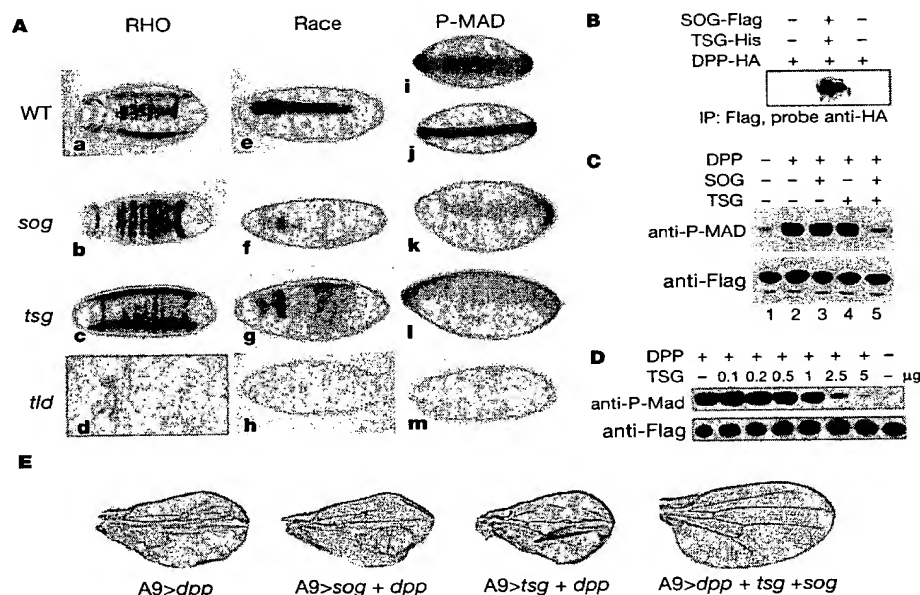 A
RHO Race P-MAD
WT
a e i
j
sog
b f k
tsg
c g l
tld
d h m
B
SOG-Flag – + –
TSG-His – + –
DPP-HA + + +
IP: Flag, probe anti-HA
C
DPP – + + + +
SOG – – + – +
TSG – – – + +
anti-P-MAD
anti-Flag
1 2 3 4 5
D
DPP + + + + + + + –
TSG – 0.1 0.2 0.5 1 2.5 5 – µg
anti-P-Mad
anti-Flag
E
A9>dpp A9>sog + dpp A9>tsg + dpp A9>dpp + tsg +sog